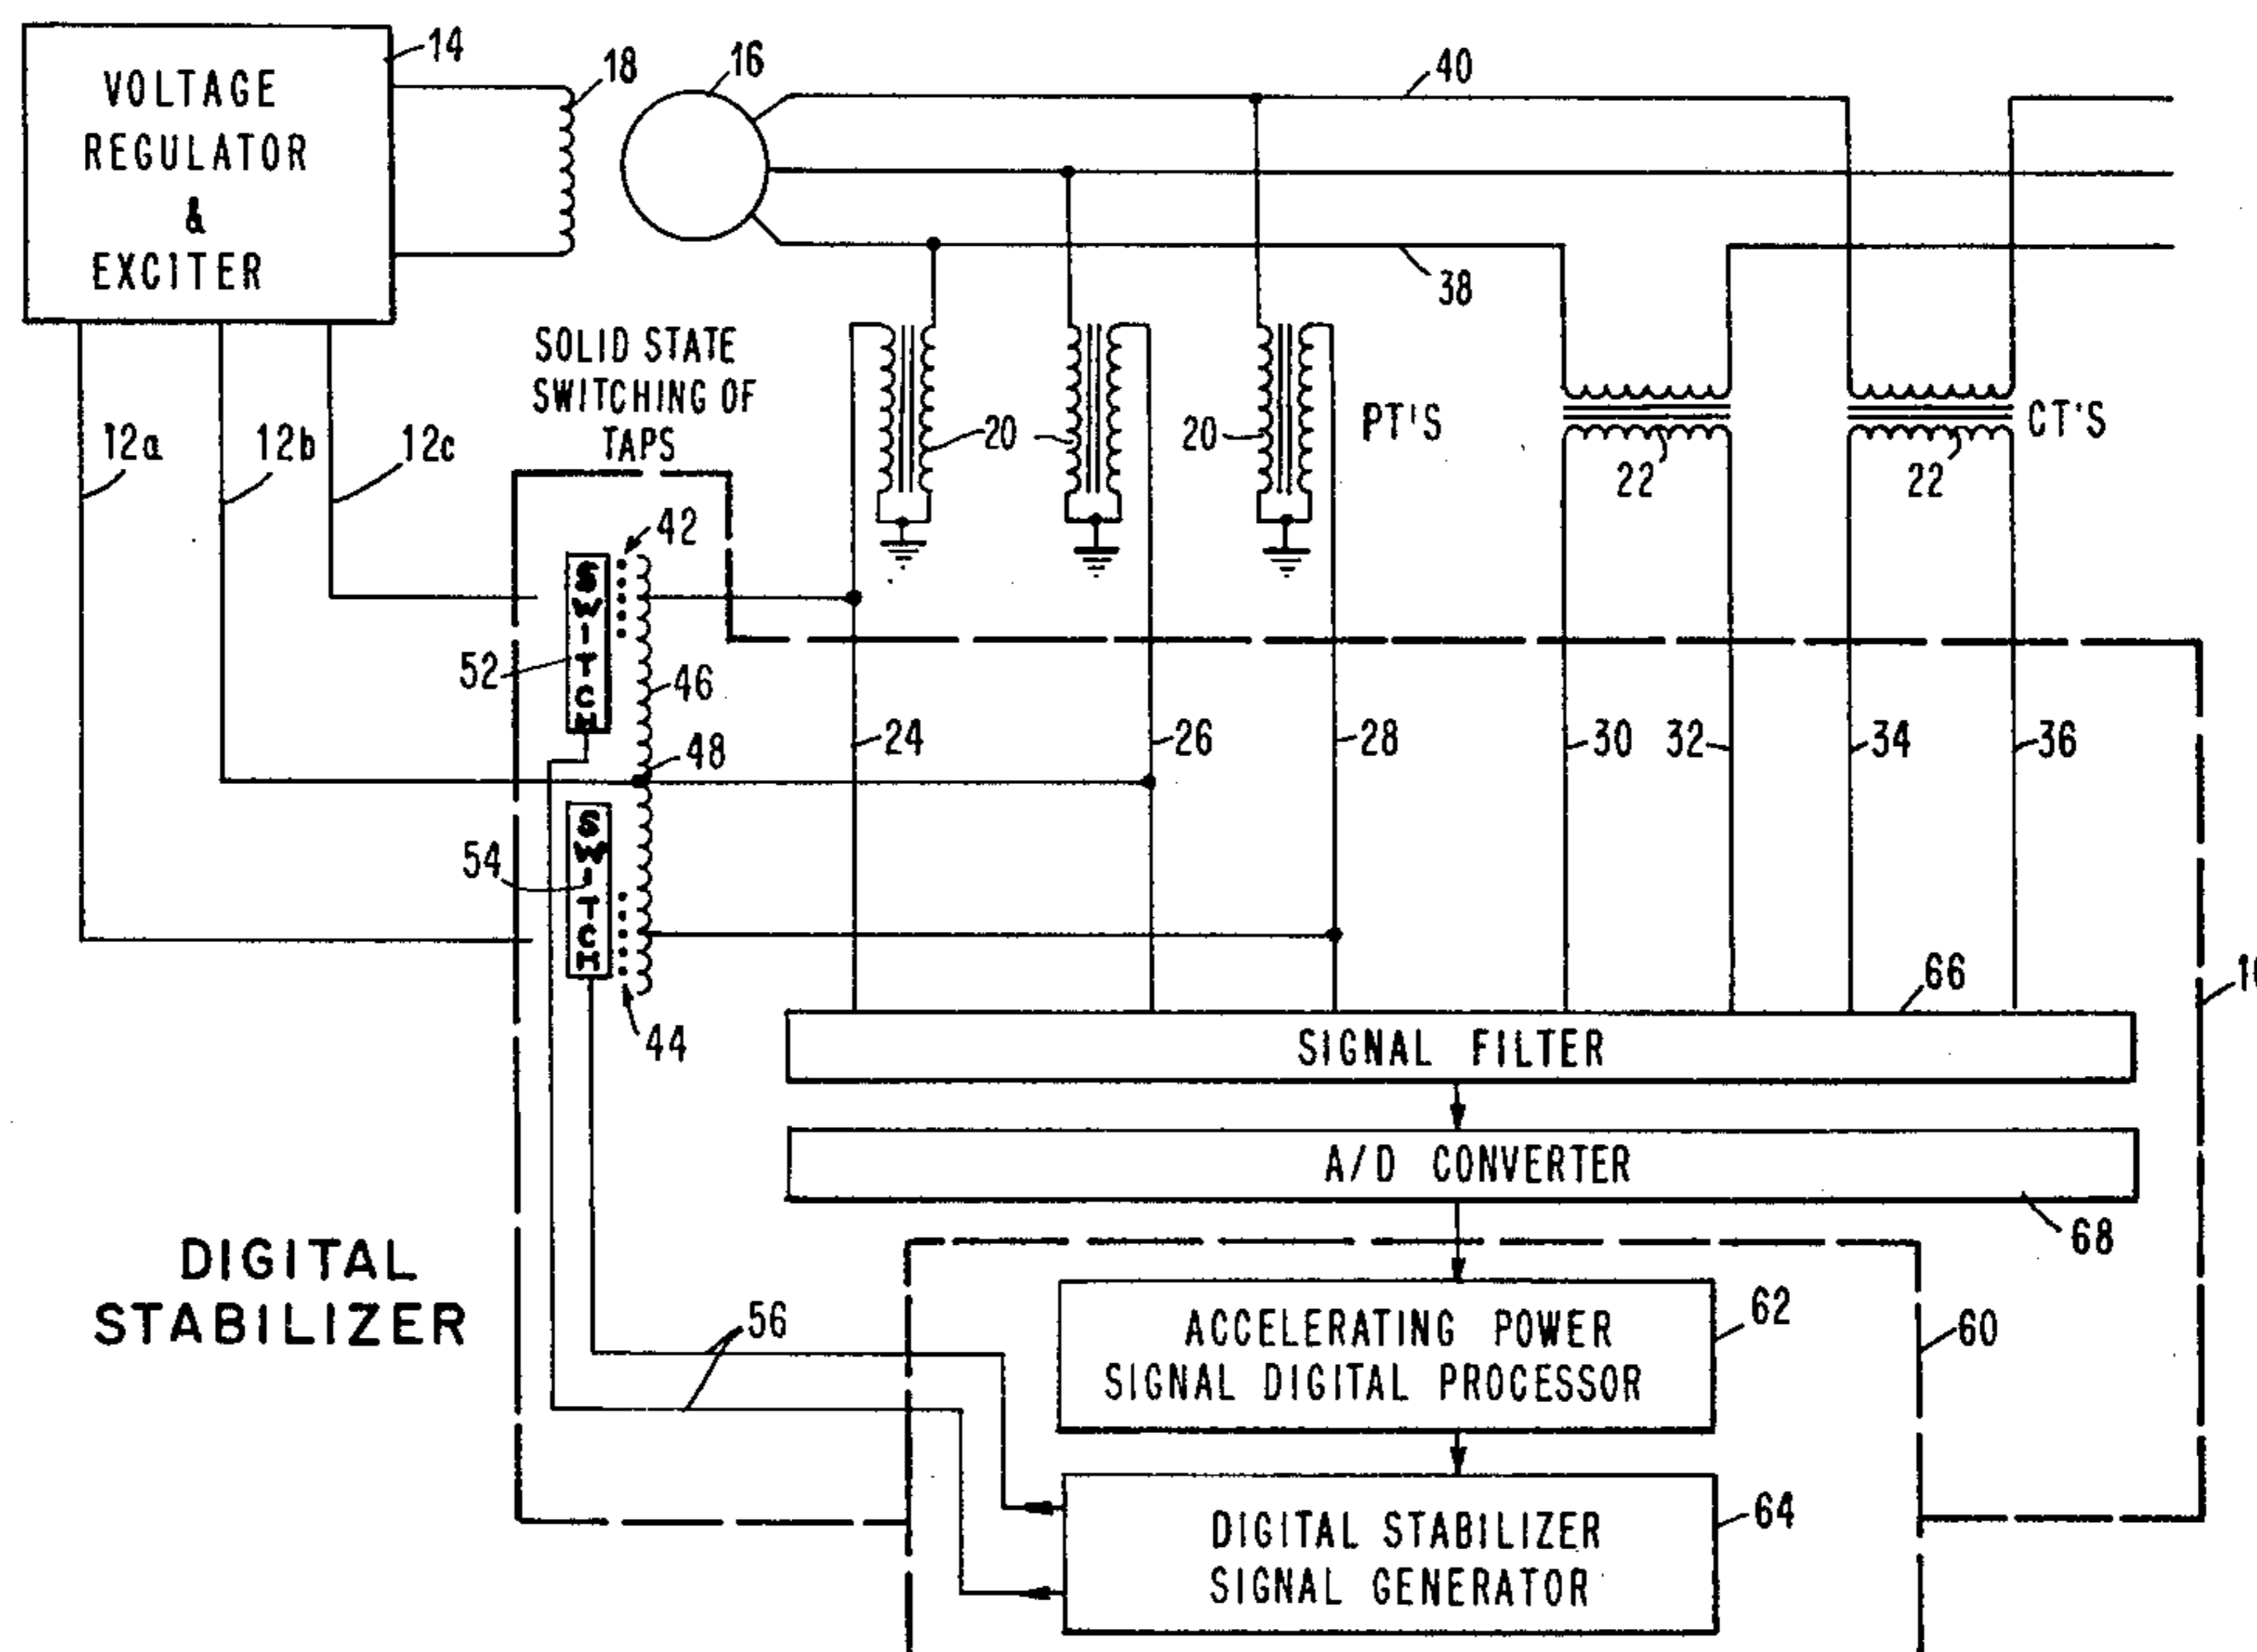 VOLTAGE
REGULATOR
&
EXCITER
14
18
16
40
38
SOLID STATE
SWITCHING OF
TAPS
12a
12b
12c
20
20
PT'S
22
22
CT'S
42
SWITCH
52
46
48
24
26
28
30
32
34
36
SWITCH
54
44
66
SIGNAL FILTER
A/D CONVERTER
68
DIGITAL
STABILIZER
56
ACCELERATING POWER
SIGNAL DIGITAL PROCESSOR
62
60
DIGITAL STABILIZER
SIGNAL GENERATOR
64